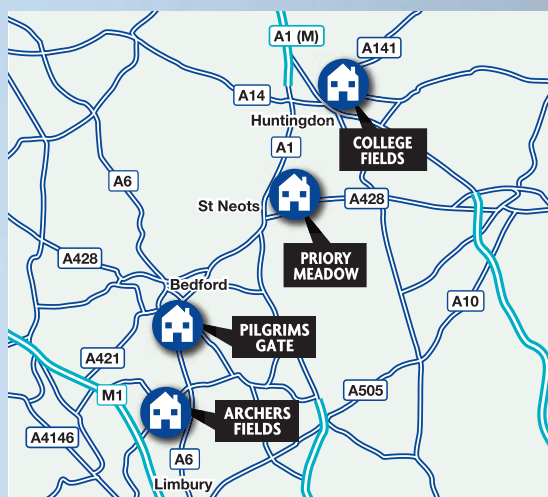 A1 (M)
A141
A14
Huntingdon
COLLEGE
FIELDS
A1
A6
St Neots
A428
PRIORY
MEADOW
A428
Bedford
A10
PILGRIMS
GATE
A421
M1
A505
ARCHERS
FIELDS
A4146
A6
Limbury